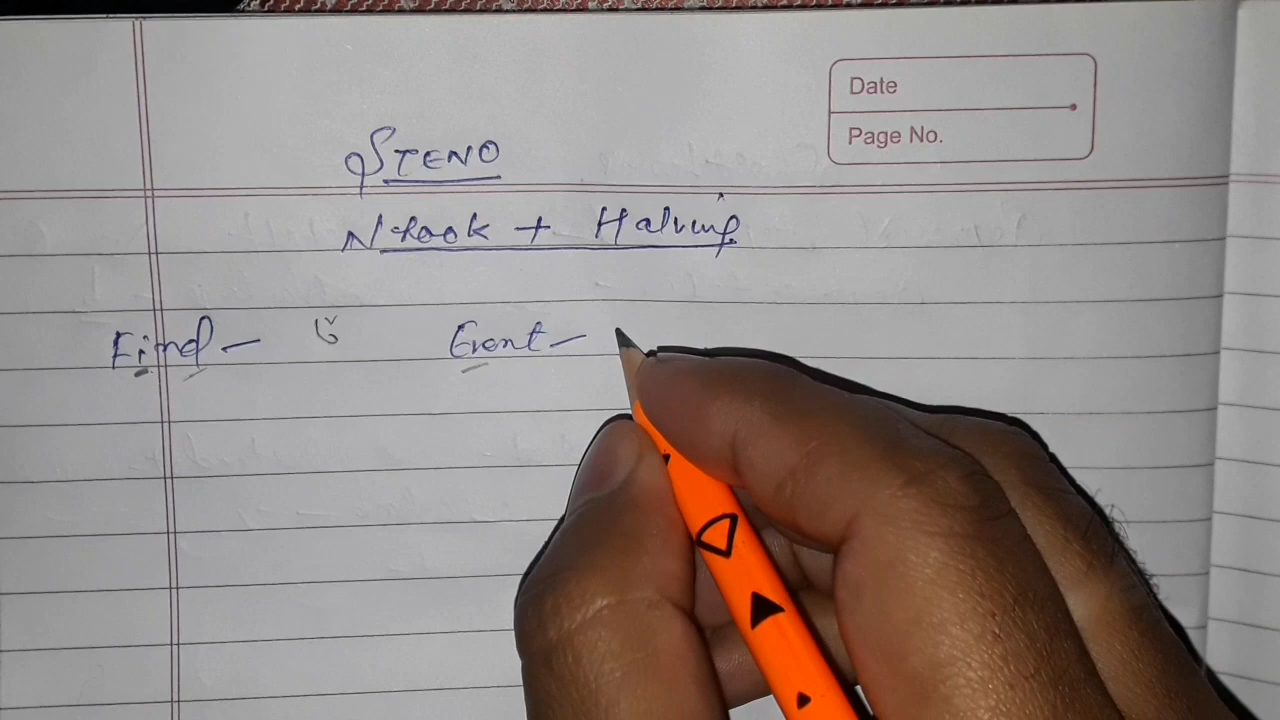 Date
Page No.
STENO
N-hook + Halving
Find - Event -